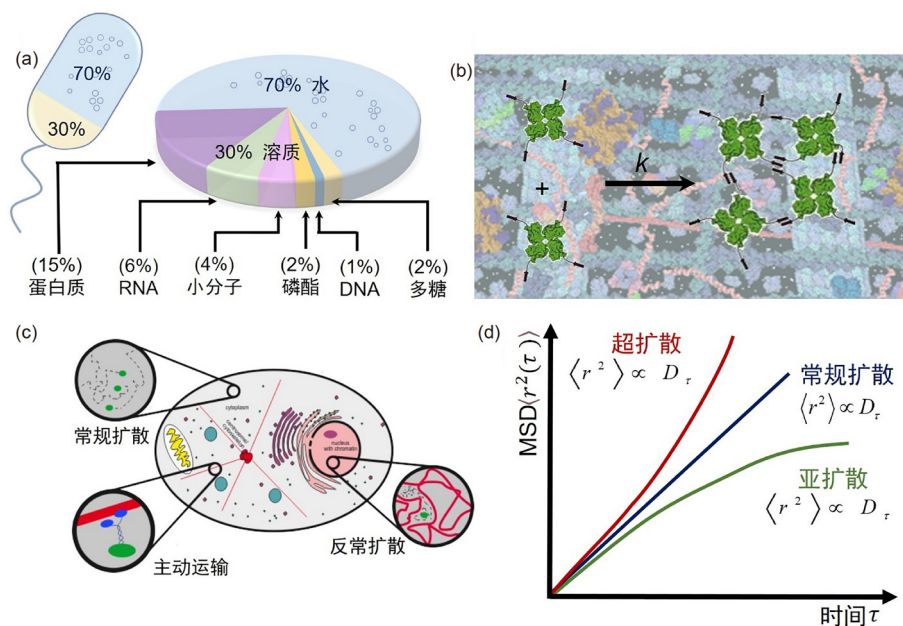 (a)
70%
30%
70% 水
30% 溶质
(15%)
蛋白质
(6%)
RNA
(4%)
小分子
(2%)
磷酯
(1%)
DNA
(2%)
多糖
(b)
+
k
(c)
常规扩散
主动运输
反常扩散
cytoplasm
nucleus
with chromatin
(d)
MSD⟨r²(τ)⟩
超扩散
⟨r ²⟩∝ D τ
常规扩散
⟨r²⟩∝Dτ
亚扩散
⟨r ²⟩∝ D τ
时间τ